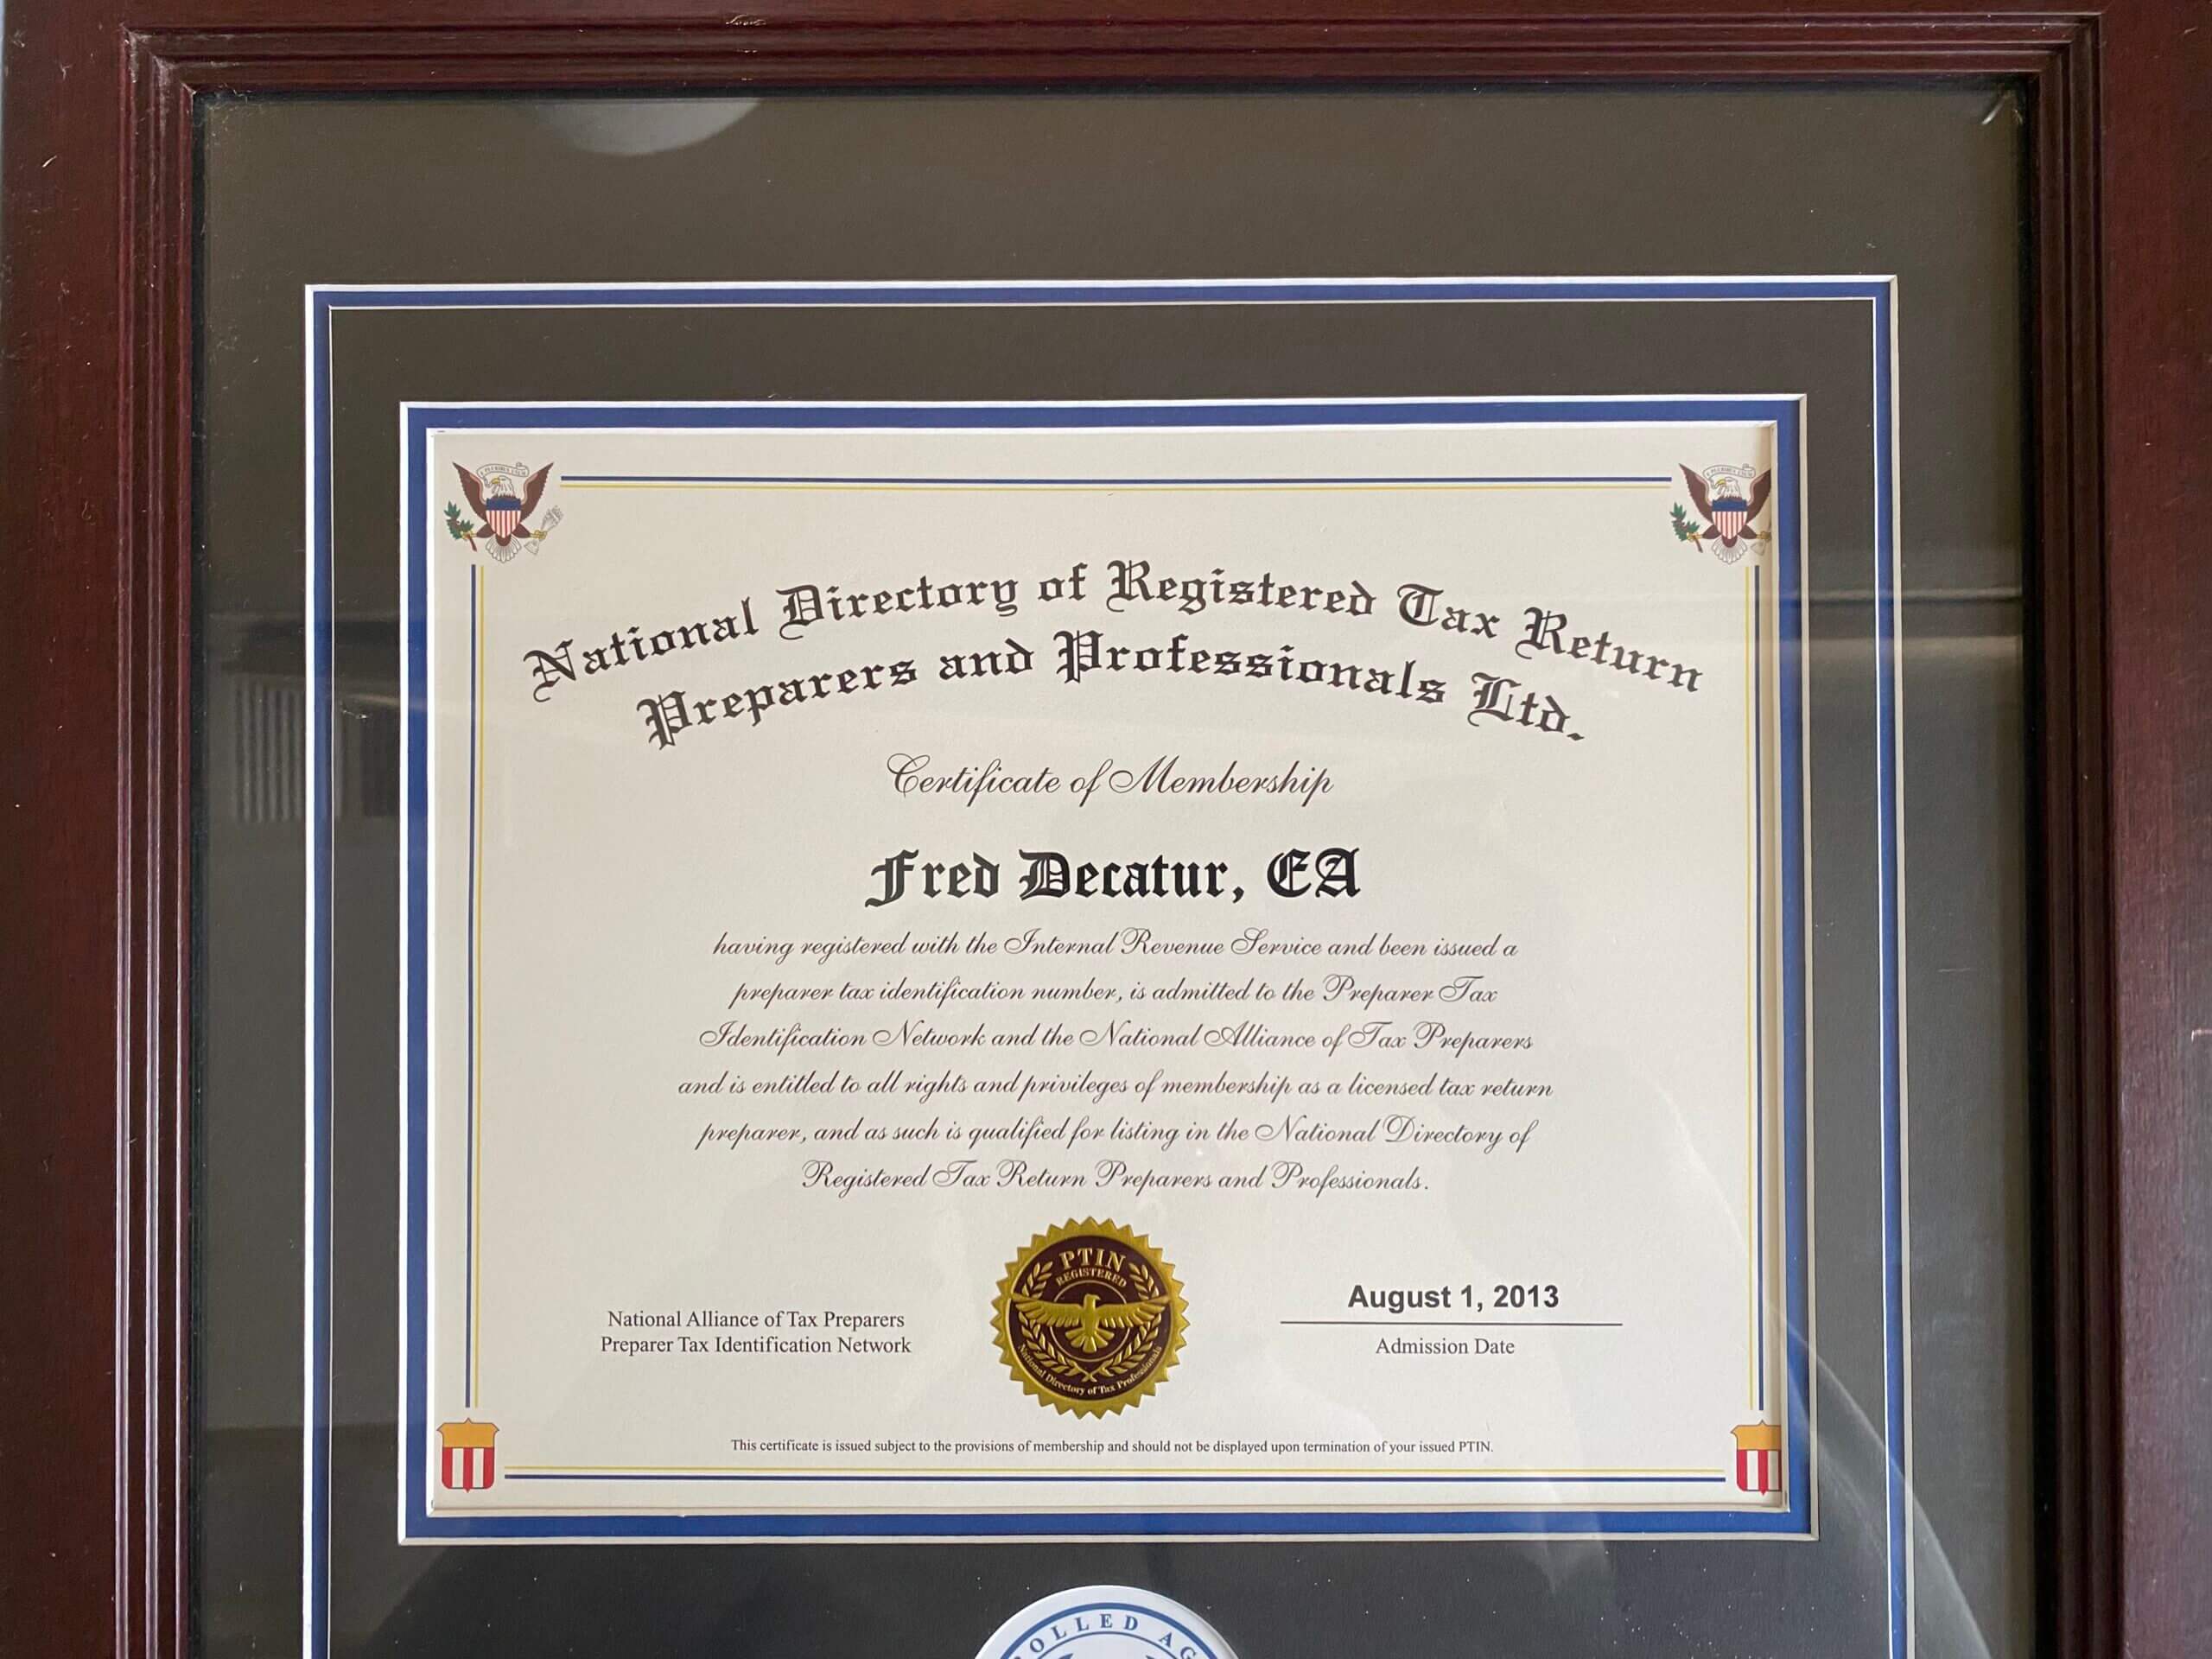 National Directory of Registered Tax Return
Preparers and Professionals Ltd.
Certificate of Membership
Fred Decatur, EA
having registered with the Internal Revenue Service and been issued a
preparer tax identification number, is admitted to the Preparer Tax
Identification Network and the National Alliance of Tax Preparers
and is entitled to all rights and privileges of membership as a licensed tax return
preparer, and as such is qualified for listing in the National Directory of
Registered Tax Return Preparers and Professionals.
National Alliance of Tax Preparers
Preparer Tax Identification Network
PTIN
REGISTERED
National Directory of Tax Professionals
August 1, 2013
Admission Date
This certificate is issued subject to the provisions of membership and should not be displayed upon termination of your issued PTIN.
OLLED AG